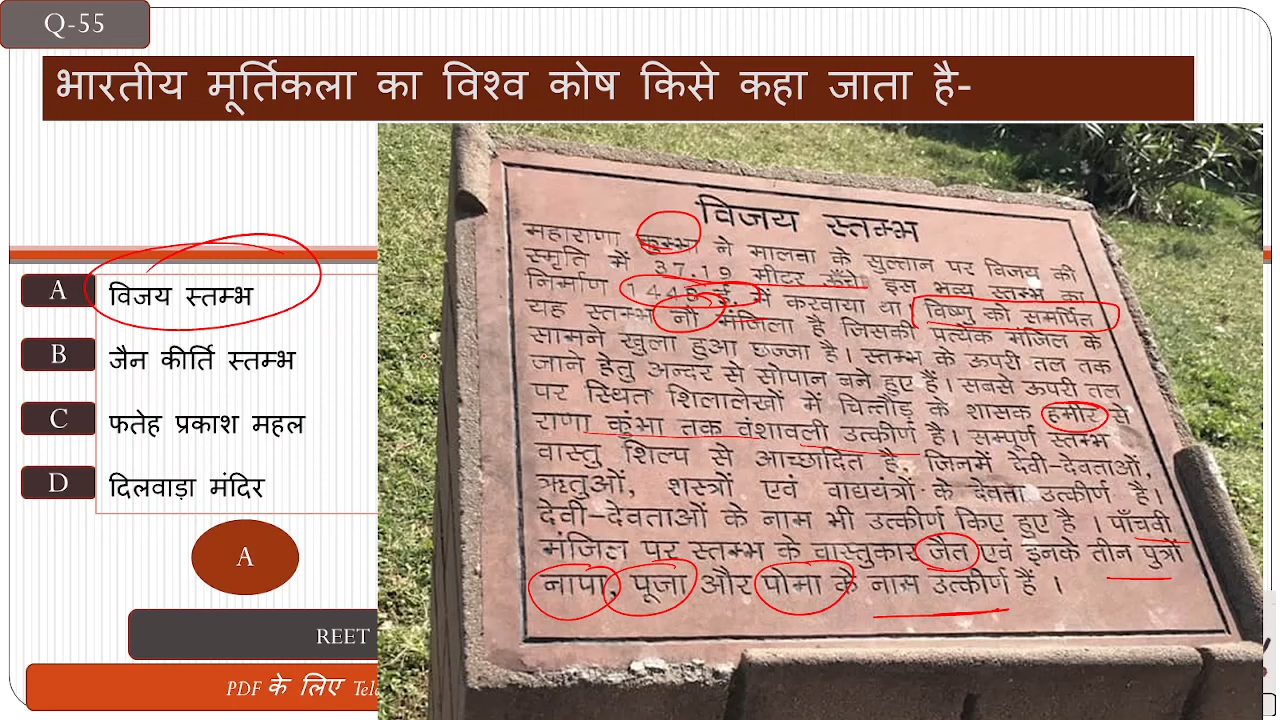 Q-55
भारतीय मूर्तिकला का विश्व कोष किसे कहा जाता है-
A विजय स्तम्भ
B जैन कीर्ति स्तम्भ
C फतेह प्रकाश महल
D दिलवाड़ा मंदिर
A
REET
PDF के लिए Tele
विजय स्तम्भ
महाराणा कुम्भा ने मालवा के सुल्तान पर विजय की
स्मृति में 37.19 मीटर ऊँचे इस भव्य स्तम्भ का
निर्माण 1448 ई. में करवाया था। विष्णु को समर्पित
यह स्तम्भ नौ मंजिला है जिसकी प्रत्येक मंजिल के
सामने खुला हुआ छज्जा है। स्तम्भ के ऊपरी तल तक
जाने हेतु अन्दर से सोपान बने हुए हैं। सबसे ऊपरी तल
पर स्थित शिलालेखों में चित्तौड़ के शासक हमीर से
राणा कुंभा तक वंशावली उत्कीर्ण है। सम्पूर्ण स्तम्भ
वास्तु शिल्प से आच्छादित है, जिनमें देवी-देवताओं,
ऋतुओं, शस्त्रों एवं वाद्ययंत्रों के देवता उत्कीर्ण है।
देवी-देवताओं के नाम भी उत्कीर्ण किए हुए है । पाँचवी
मंजिल पर स्तम्भ के वास्तुकार जैत एवं इनके तीन पुत्रों
नापा, पूजा और पोमा के नाम उत्कीर्ण हैं ।